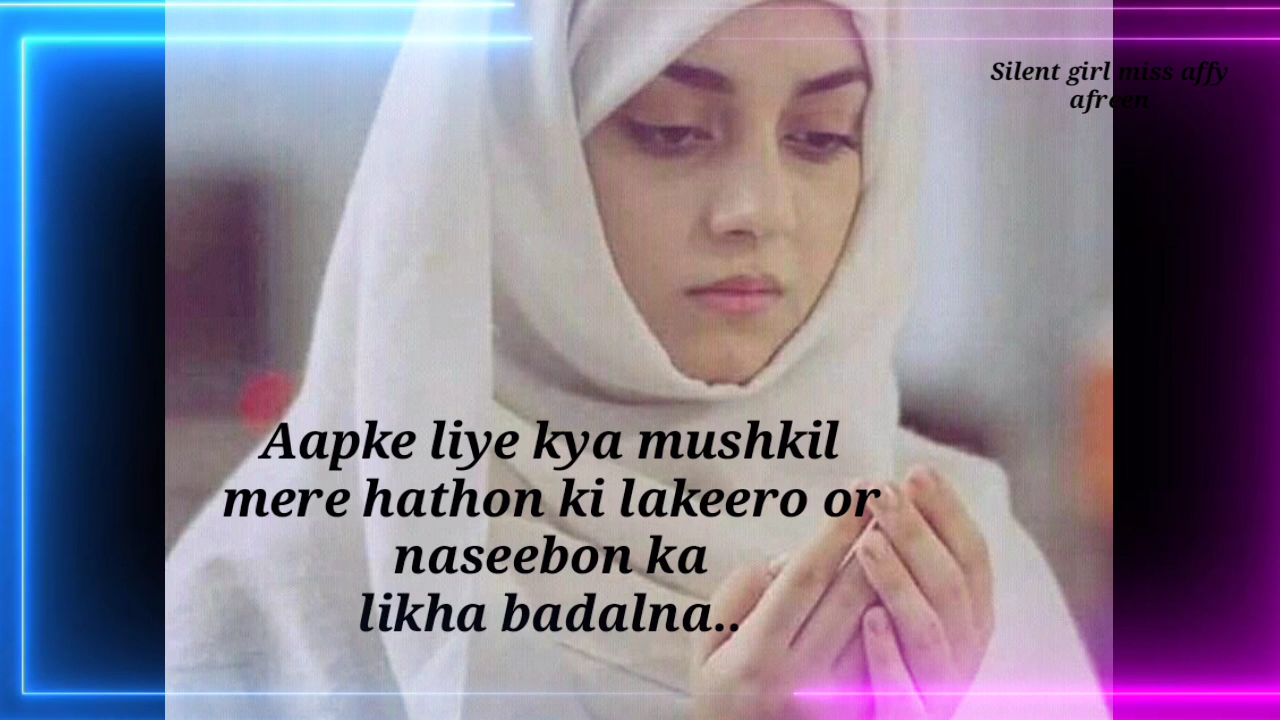 Silent girl miss affy
afreen
Aapke liye kya mushkil
mere hathon ki lakeero or
naseebon ka
likha badalna..